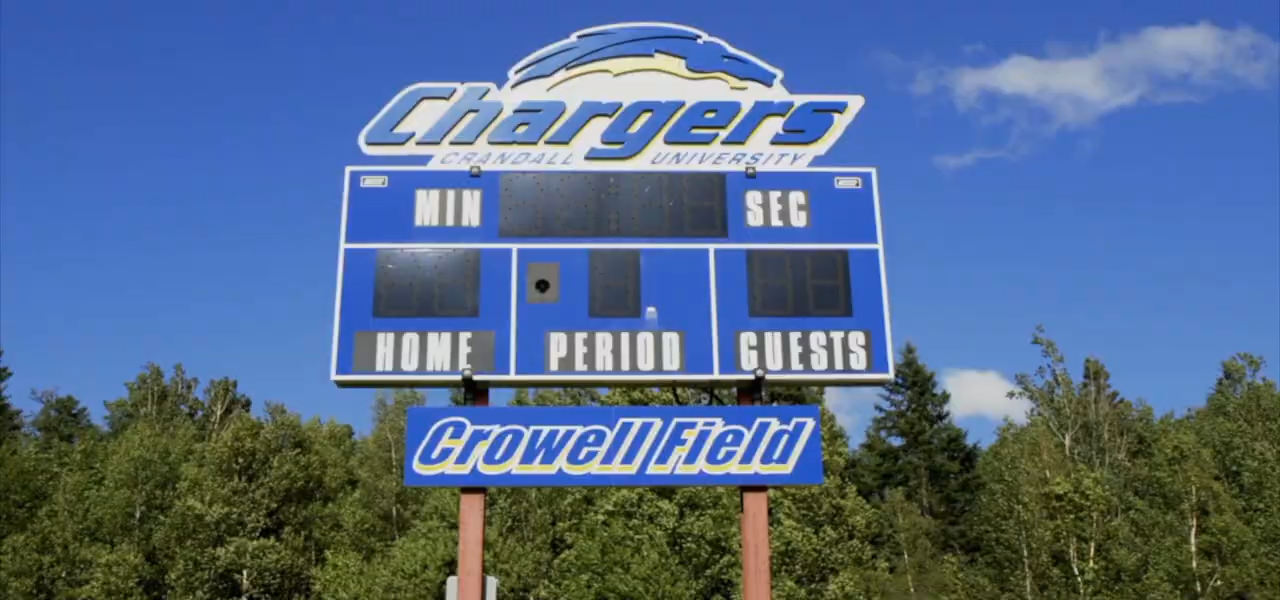 Chargers
CRANDALL UNIVERSITY
MIN SEC
HOME PERIOD GUESTS
Crowell Field